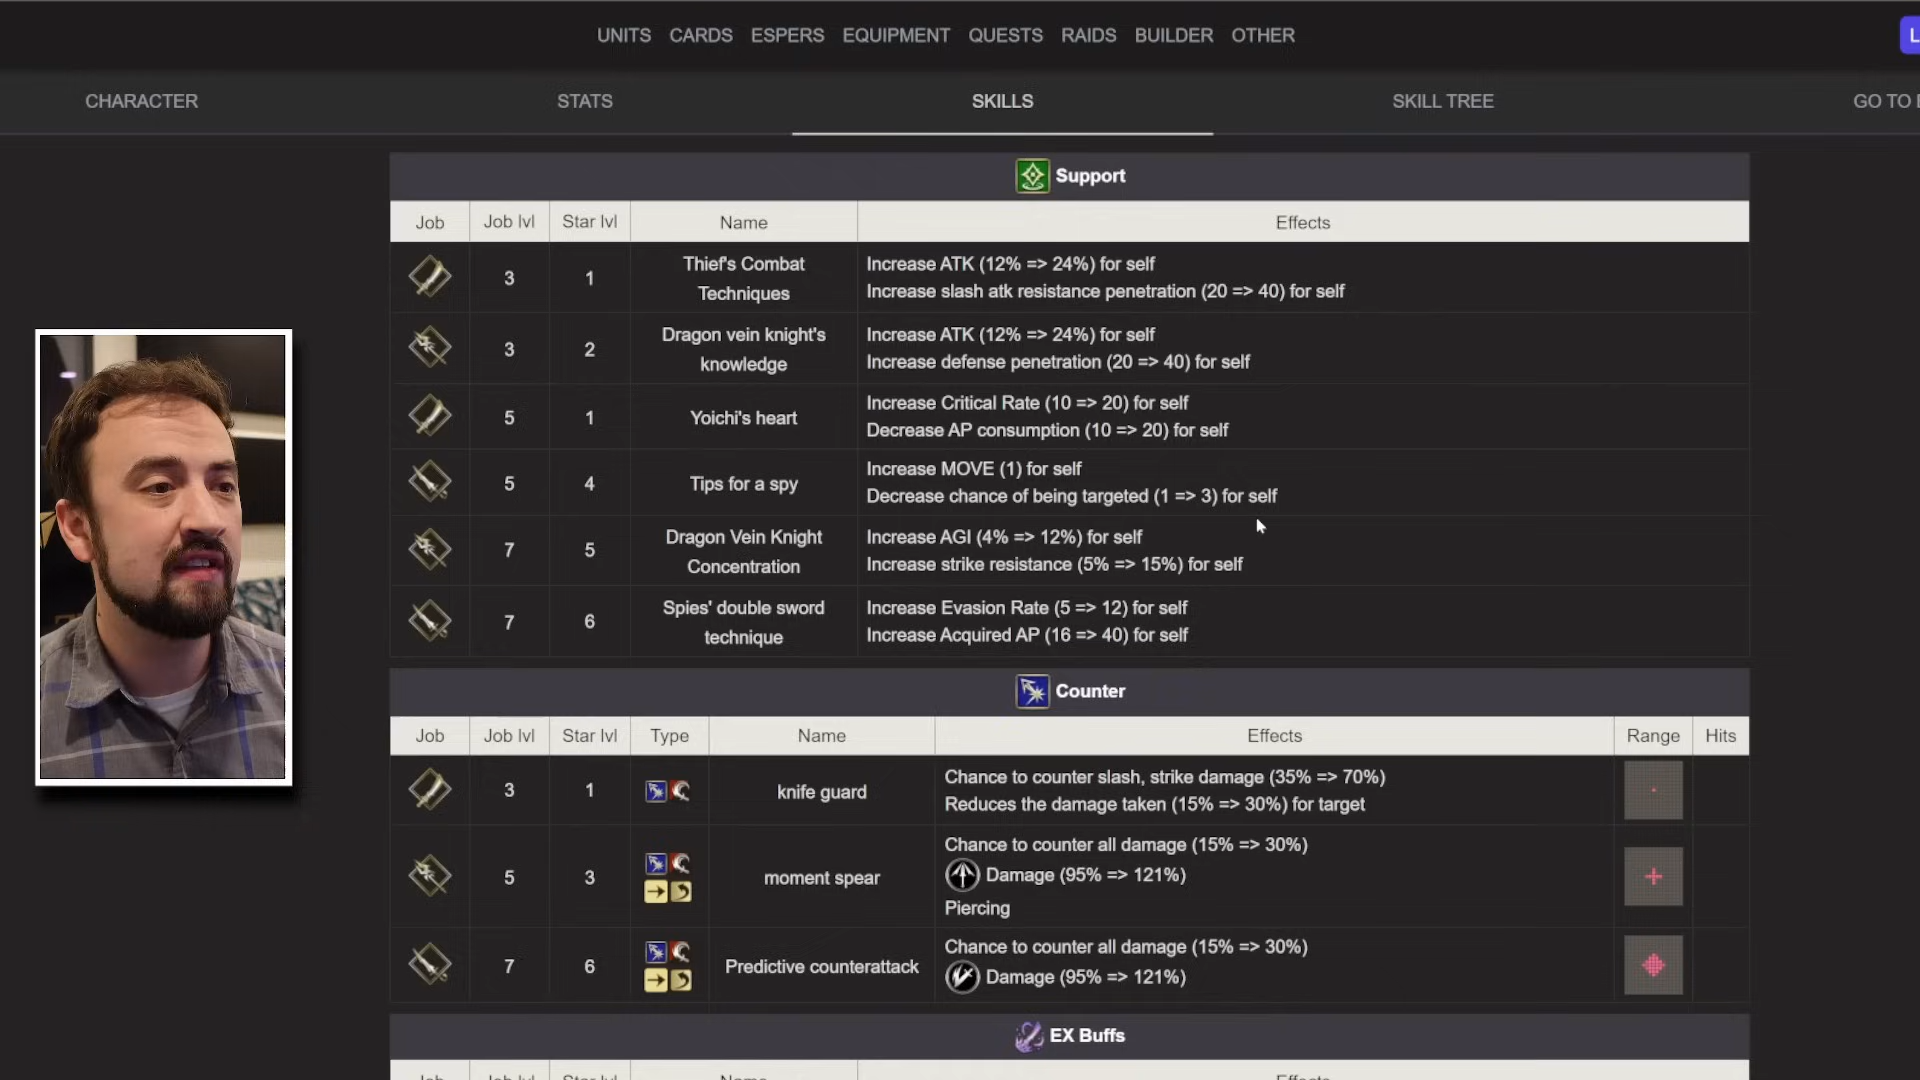 UNITS CARDS ESPERS EQUIPMENT QUESTS RAIDS BUILDER OTHER
CHARACTER STATS SKILLS SKILL TREE GO TO
Support
Job Job lvl Star lvl Name Effects
3 1 Thief's Combat Techniques
Increase ATK (12% => 24%) for self
Increase slash atk resistance penetration (20 => 40) for self
3 2 Dragon vein knight's knowledge
Increase ATK (12% => 24%) for self
Increase defense penetration (20 => 40) for self
5 1 Yoichi's heart
Increase Critical Rate (10 => 20) for self
Decrease AP consumption (10 => 20) for self
5 4 Tips for a spy
Increase MOVE (1) for self
Decrease chance of being targeted (1 => 3) for self
7 5 Dragon Vein Knight Concentration
Increase AGI (4% => 12%) for self
Increase strike resistance (5% => 15%) for self
7 6 Spies' double sword technique
Increase Evasion Rate (5 => 12) for self
Increase Acquired AP (16 => 40) for self
Counter
Job Job lvl Star lvl Type Name Effects Range Hits
3 1 knife guard
Chance to counter slash, strike damage (35% => 70%)
Reduces the damage taken (15% => 30%) for target
5 3 moment spear
Chance to counter all damage (15% => 30%)
Damage (95% => 121%)
Piercing
7 6 Predictive counterattack
Chance to counter all damage (15% => 30%)
Damage (95% => 121%)
EX Buffs